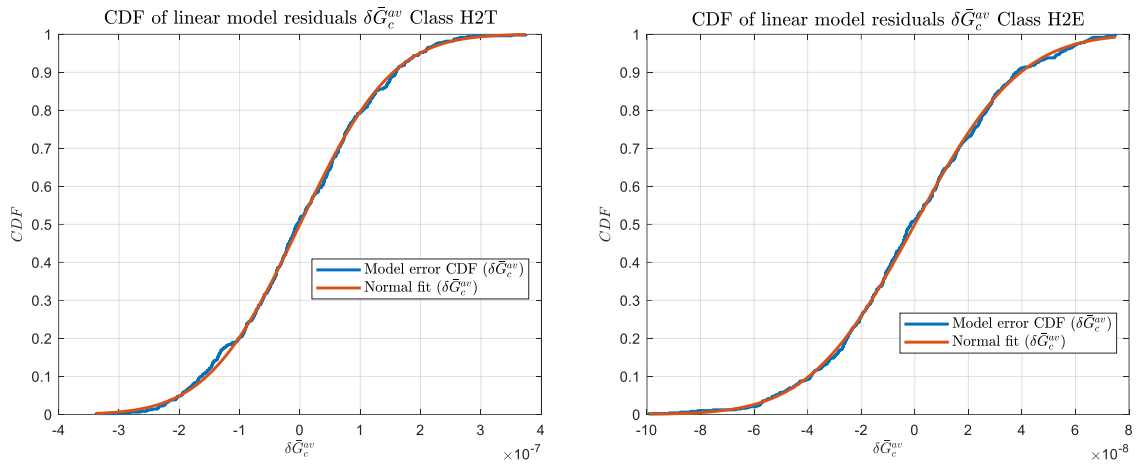 CDF of linear model residuals δḠ_c^{av} Class H2T
1
0.9
0.8
0.7
0.6
0.5
0.4
0.3
0.2
0.1
0
CDF
Model error CDF (δḠ_c^{av})
Normal fit (δḠ_c^{av})
-4 -3 -2 -1 0 1 2 3 4
δḠ_c^{av}
×10^{-7}
CDF of linear model residuals δḠ_c^{av} Class H2E
1
0.9
0.8
0.7
0.6
0.5
0.4
0.3
0.2
0.1
0
CDF
Model error CDF (δḠ_c^{av})
Normal fit (δḠ_c^{av})
-10 -8 -6 -4 -2 0 2 4 6 8
δḠ_c^{av}
×10^{-8}